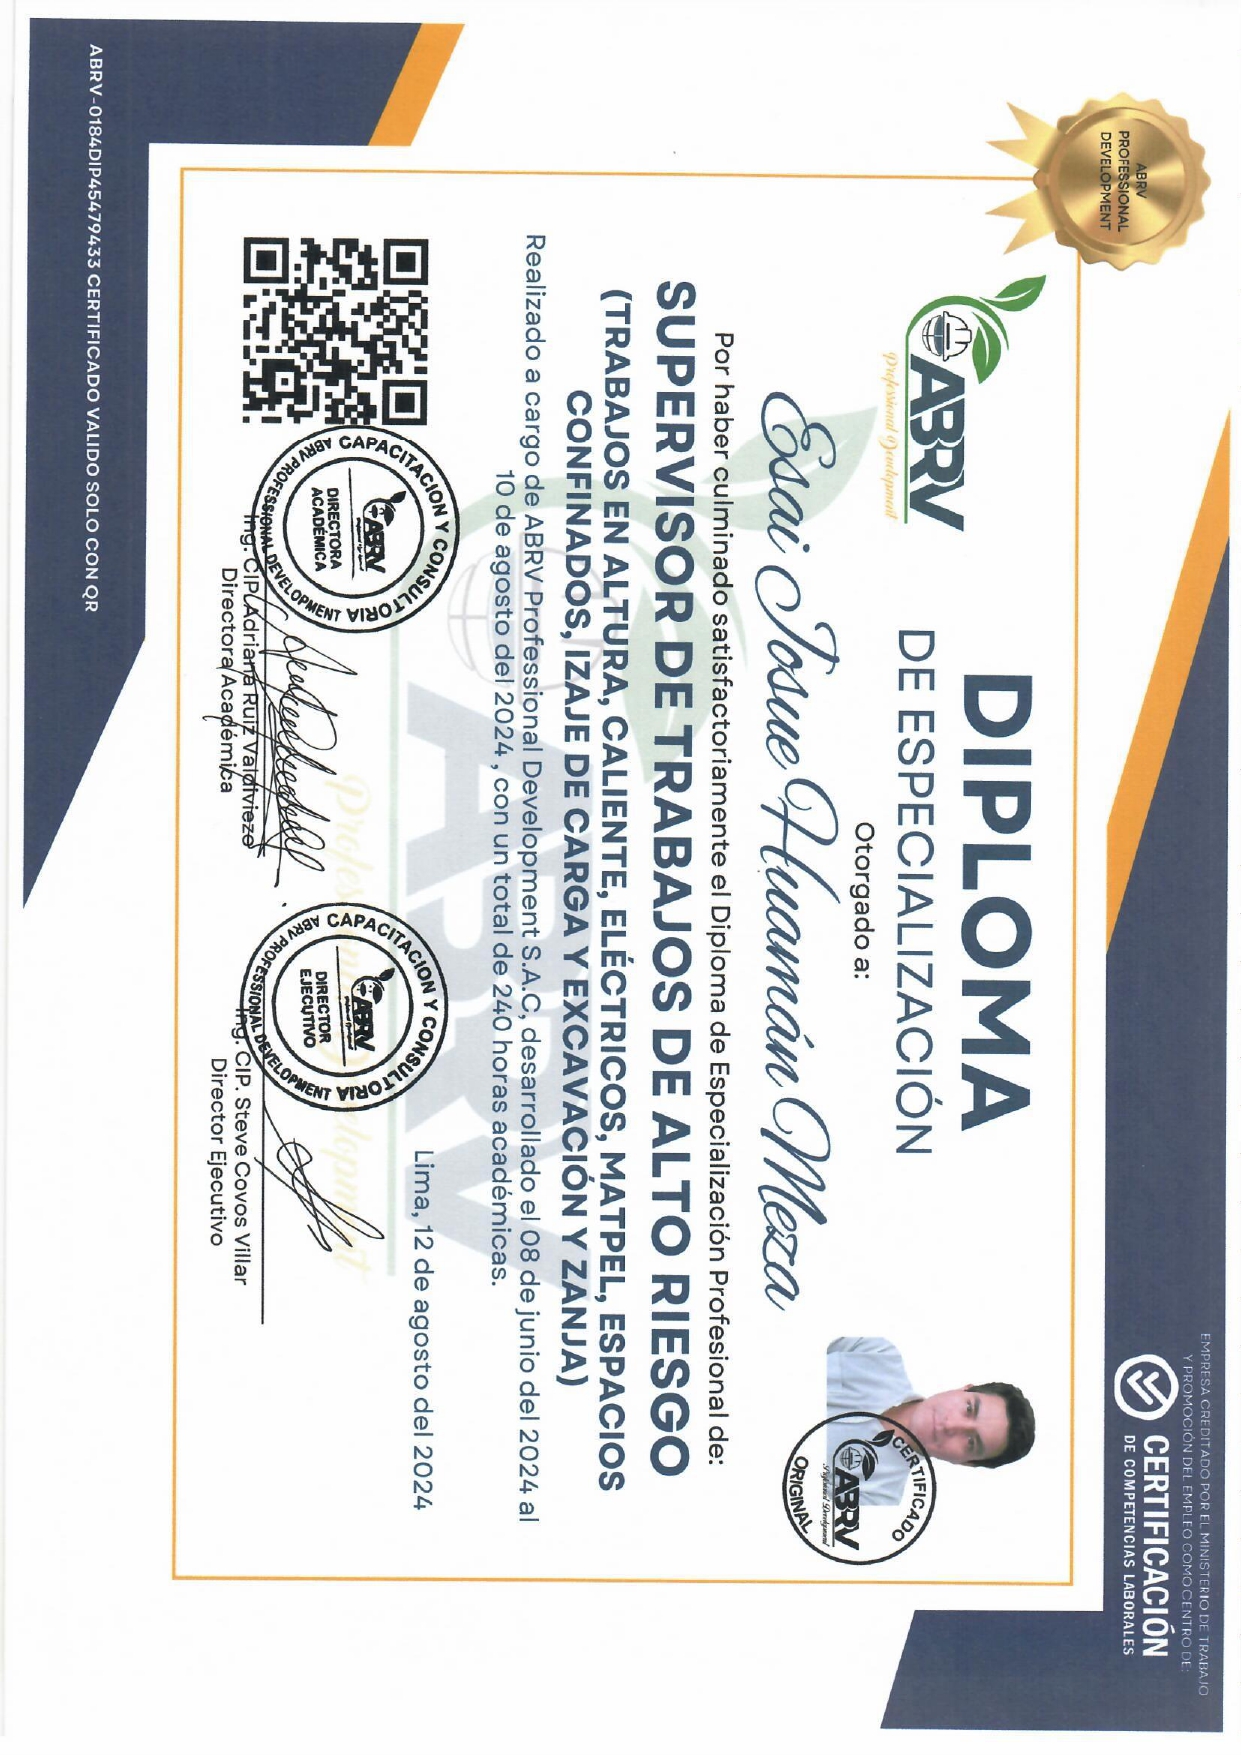 EMPRESA CREDITADO POR EL MINISTERIO DE TRABAJO
Y PROMOCIÓN DEL EMPLEO COMO CENTRO DE:
CERTIFICACIÓN
DE COMPETENCIAS LABORALES
ABRV
PROFESSIONAL
DEVELOPMENT
ABRV
Professional Development
DIPLOMA
DE ESPECIALIZACIÓN
Otorgado a:
CERTIFICADO
ABRV
Professional Development
ORIGINAL
Esai Josue Huamán Meza
Por haber culminado satisfactoriamente el Diploma de Especialización Profesional de:
SUPERVISOR DE TRABAJOS DE ALTO RIESGO
(TRABAJOS EN ALTURA, CALIENTE, ELÉCTRICOS, MATPEL, ESPACIOS
CONFINADOS, IZAJE DE CARGA Y EXCAVACIÓN Y ZANJA)
Realizado a cargo de ABRV Professional Development S.A.C, desarrollado el 08 de junio del 2024 al
10 de agosto del 2024 , con un total de 240 horas académicas.
ABRV
Professional Development
Lima, 12 de agosto del 2024
CAPACITACION Y CONSULTORIA
ABRV
DIRECTORA
ACADÉMICA
ABRV PROFESSIONAL DEVELOPMENT
Ing. CIP. Adriana Ruiz Valdiviezo
Directora Académica
CAPACITACION Y CONSULTORIA
ABRV
DIRECTOR
EJECUTIVO
ABRV PROFESSIONAL DEVELOPMENT
Ing. CIP. Steve Covos Villar
Director Ejecutivo
ABRV-0184DIP45479433 CERTIFICADO VALIDO SOLO CON QR